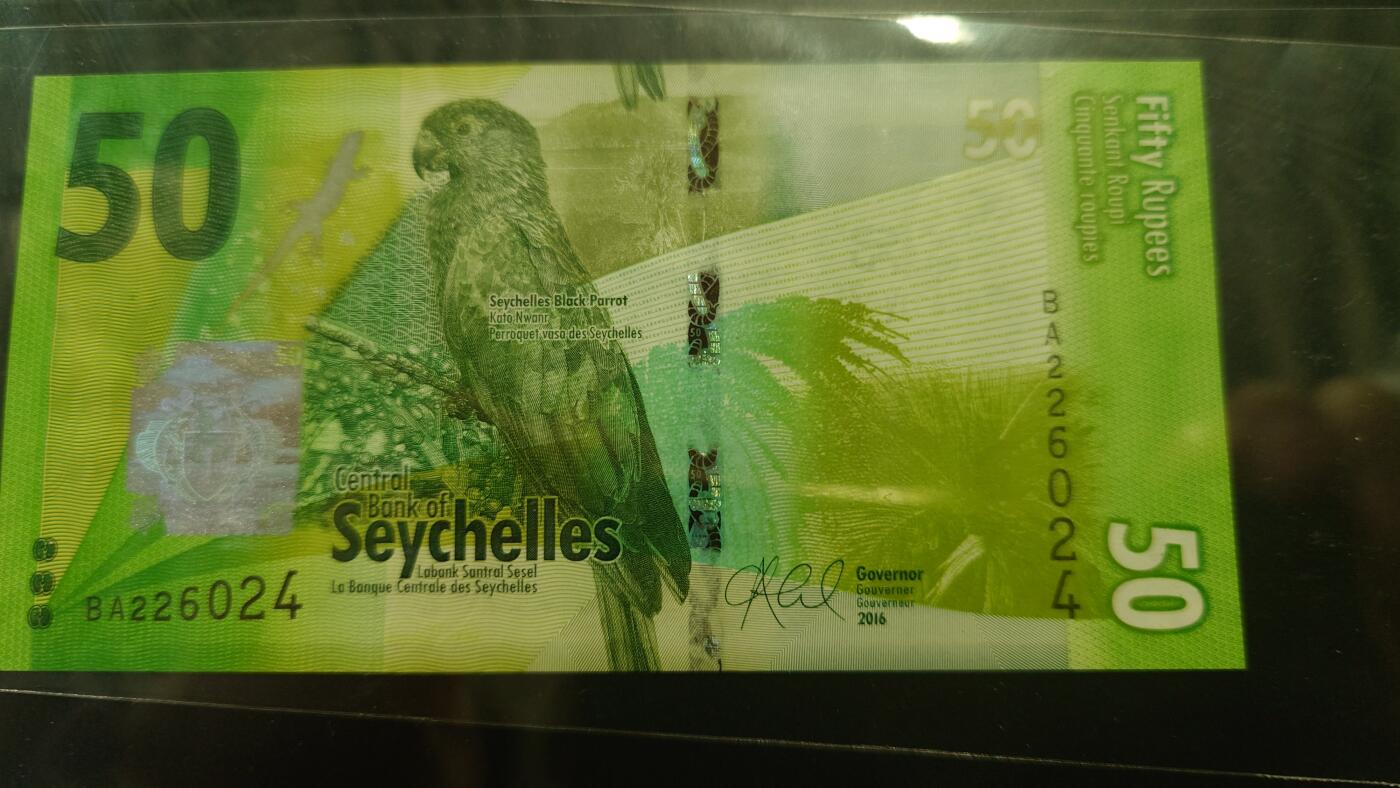 50
50
Fifty Rupees
Senkant Roupi
Cinquante roupies
Seychelles Black Parrot
Kato Nwanr
Perroquet vasa des Seychelles
BA226024
Central
Bank of
Seychelles
Labank Santral Sesel
La Banque Centrale des Seychelles
BA226024
Governor
Gouverner
Gouverneur
2016
50